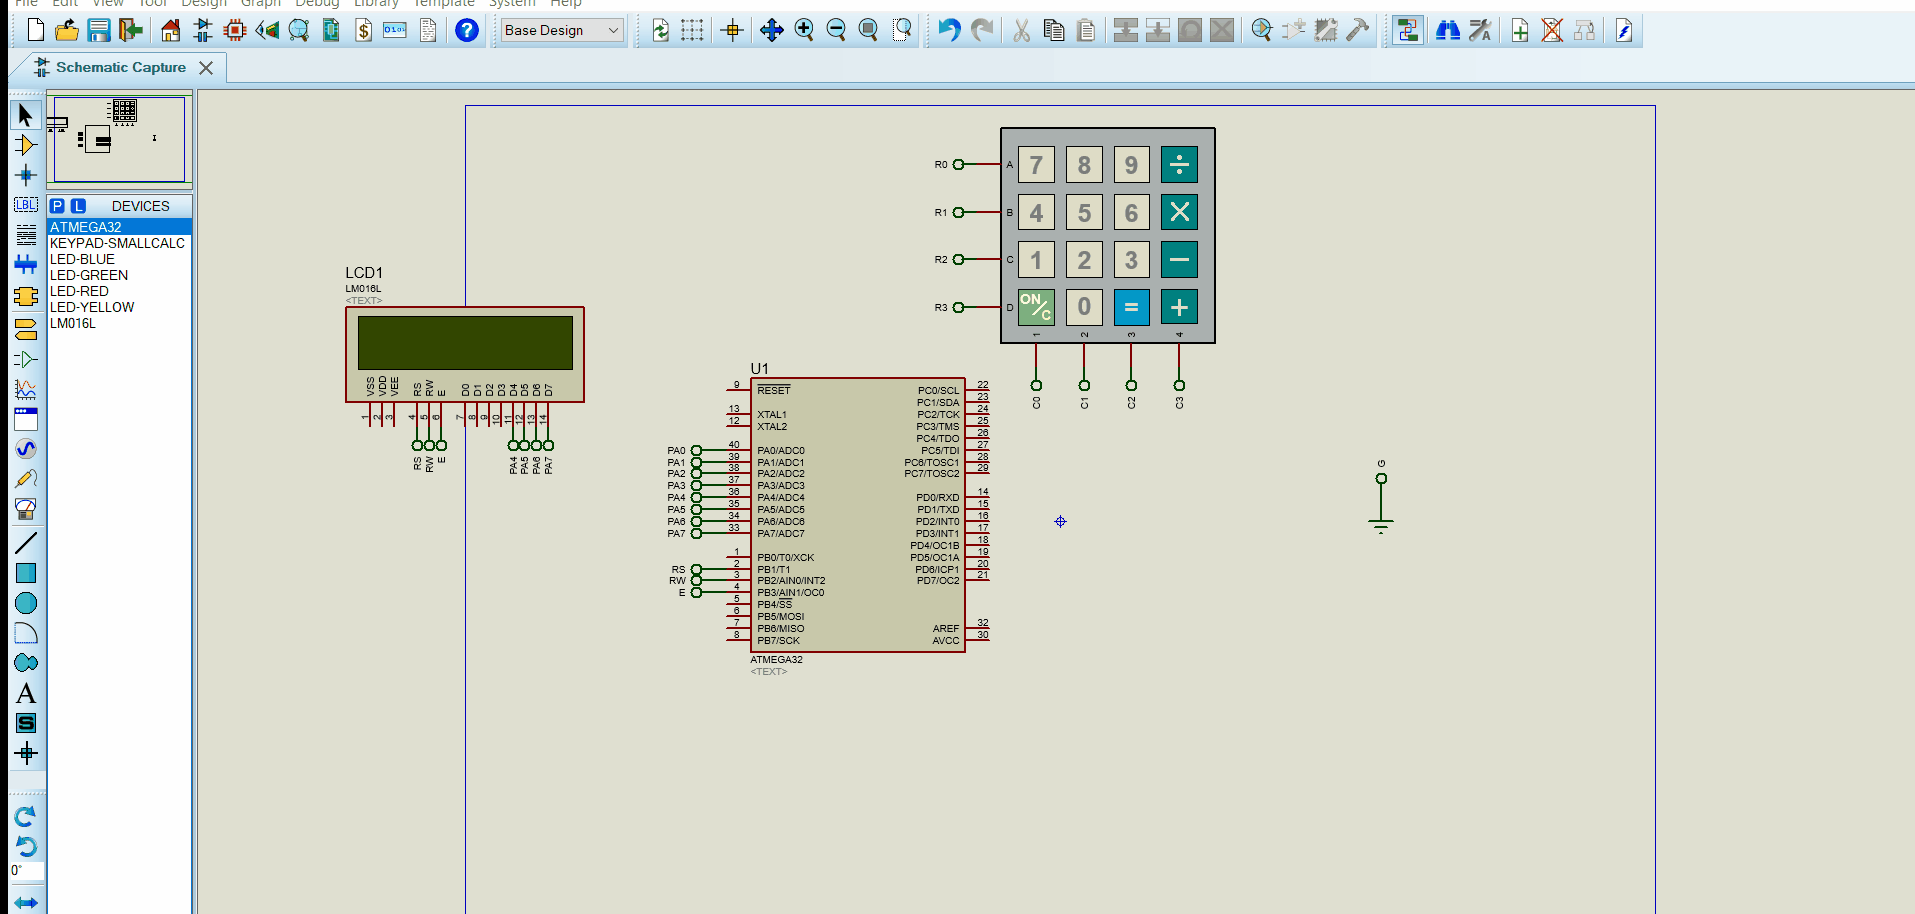 File Edit View Tool Design Graph Debug Library Template System Help
Base Design
Schematic Capture
P L DEVICES
ATMEGA32
KEYPAD-SMALLCALC
LED-BLUE
LED-GREEN
LED-RED
LED-YELLOW
LM016L
LBL
A
S
0°
LCD1
LM016L
<TEXT>
VSS VDD VEE RS RW E D0 D1 D2 D3 D4 D5 D6 D7
1 2 3 4 5 6 7 8 9 10 11 12 13 14
RS RW E PA4 PA5 PA6 PA7
R0 A 7 8 9 ÷
R1 B 4 5 6 ×
R2 C 1 2 3 −
R3 D ON/C 0 = +
1 2 3 4
C0 C1 C2 C3
U1
9 RESET PC0/SCL 22
PC1/SDA 23
13 XTAL1 PC2/TCK 24
12 XTAL2 PC3/TMS 25
PC4/TDO 26
PA0 40 PA0/ADC0 PC5/TDI 27
PA1 39 PA1/ADC1 PC6/TOSC1 28
PA2 38 PA2/ADC2 PC7/TOSC2 29
PA3 37 PA3/ADC3
PA4 36 PA4/ADC4 PD0/RXD 14
PA5 35 PA5/ADC5 PD1/TXD 15
PA6 34 PA6/ADC6 PD2/INT0 16
PA7 33 PA7/ADC7 PD3/INT1 17
PD4/OC1B 18
1 PB0/T0/XCK PD5/OC1A 19
RS 2 PB1/T1 PD6/ICP1 20
RW 3 PB2/AIN0/INT2 PD7/OC2 21
E 4 PB3/AIN1/OC0
5 PB4/SS
6 PB5/MOSI
7 PB6/MISO AREF 32
8 PB7/SCK AVCC 30
ATMEGA32
<TEXT>
G